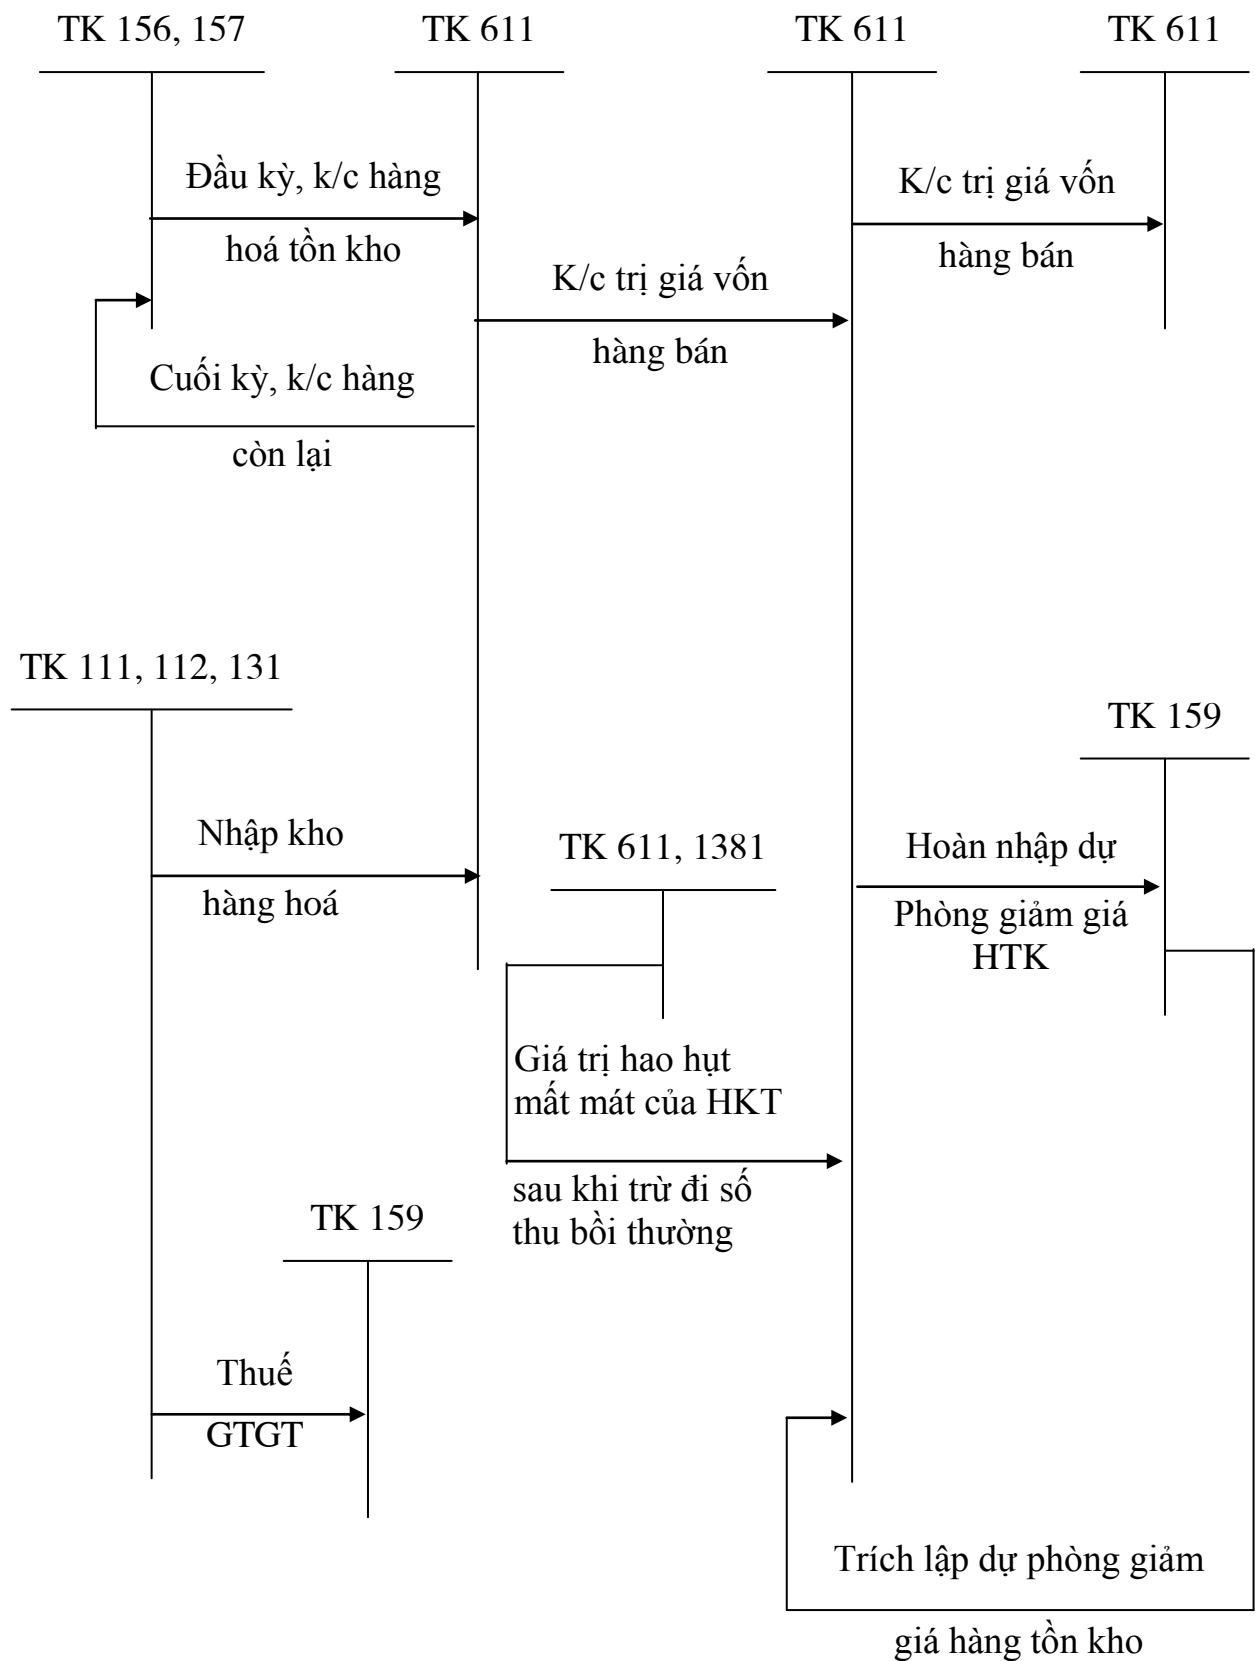 TK 156, 157
TK 611
TK 611
TK 611
Đầu kỳ, k/c hàng
hoá tồn kho
K/c trị giá vốn
hàng bán
K/c trị giá vốn
hàng bán
Cuối kỳ, k/c hàng
còn lại
TK 111, 112, 131
TK 159
Nhập kho
hàng hoá
TK 611, 1381
Hoàn nhập dự
Phòng giảm giá
HTK
Giá trị hao hụt
mất mát của HKT
sau khi trừ đi số
thu bồi thường
TK 159
Thuế
GTGT
Trích lập dự phòng giảm
giá hàng tồn kho